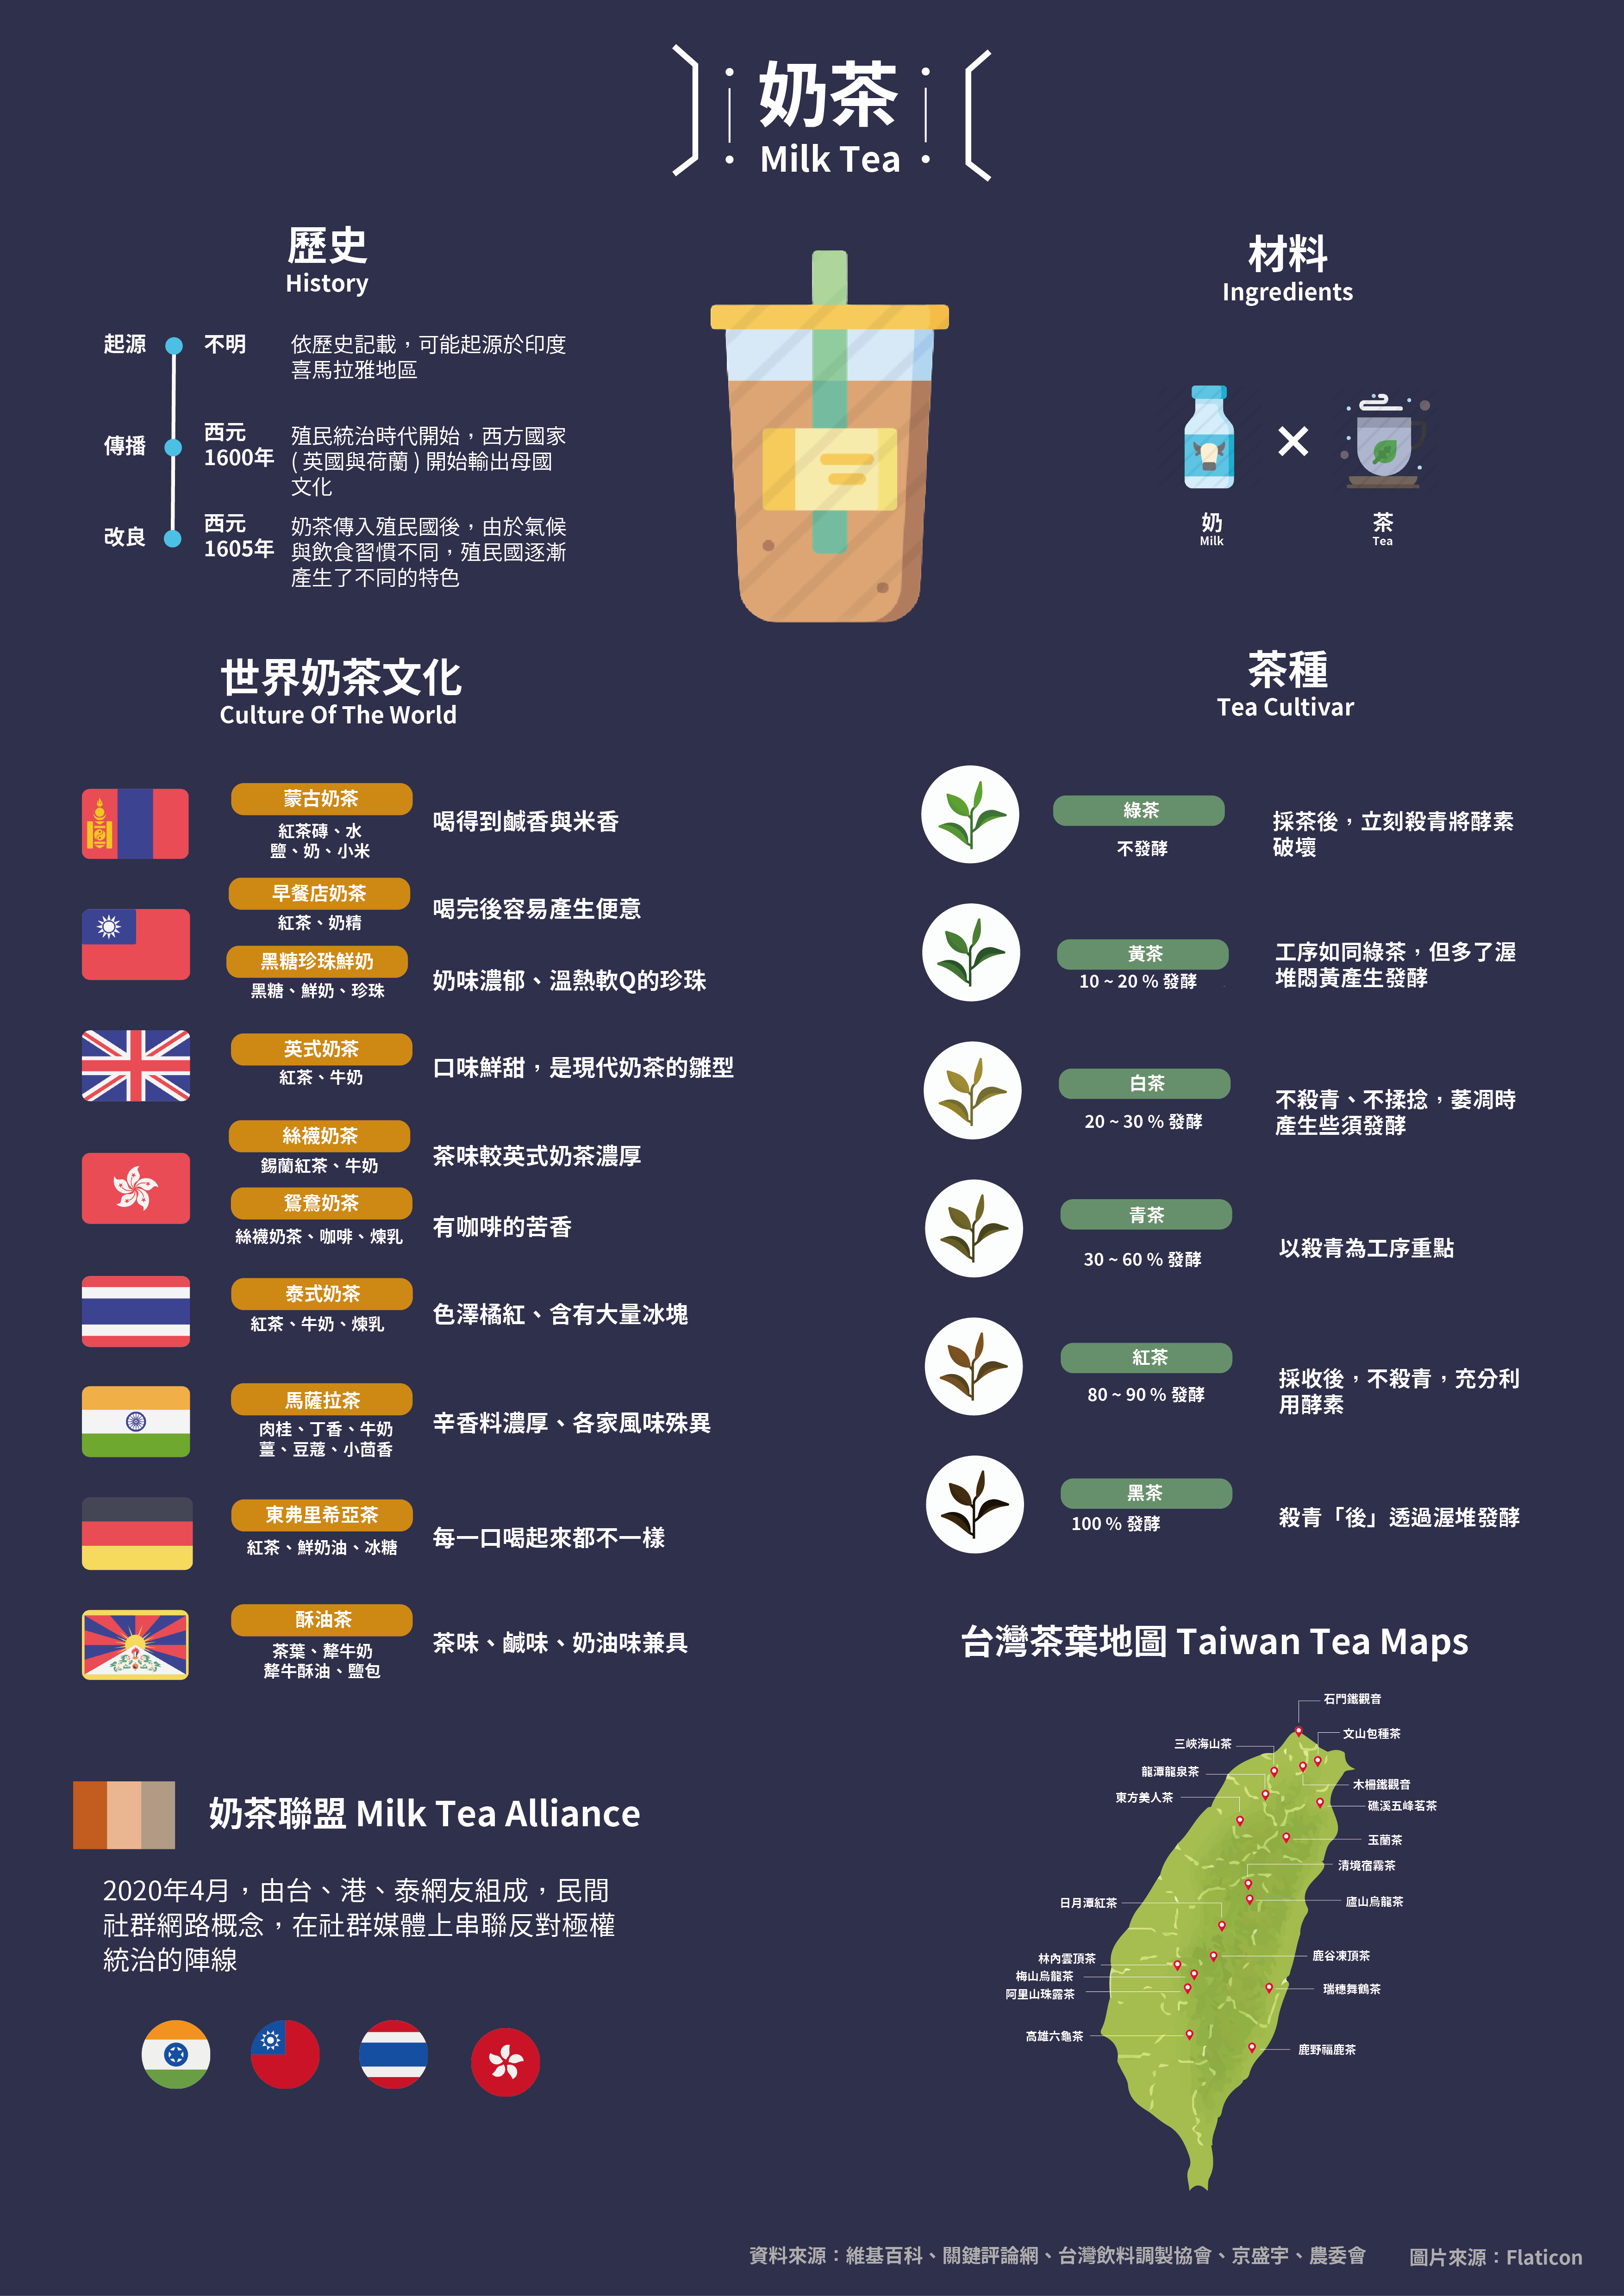 奶茶
Milk Tea
歷史
History
起源
不明
依歷史記載，可能起源於印度
喜馬拉雅地區
傳播
西元
1600年
殖民統治時代開始，西方國家
( 英國與荷蘭 ) 開始輸出母國
文化
改良
西元
1605年
奶茶傳入殖民國後，由於氣候
與飲食習慣不同，殖民國逐漸
產生了不同的特色
材料
Ingredients
奶
Milk
茶
Tea
世界奶茶文化
Culture Of The World
蒙古奶茶
紅茶磚、水
鹽、奶、小米
喝得到鹹香與米香
早餐店奶茶
紅茶、奶精
喝完後容易產生便意
黑糖珍珠鮮奶
黑糖、鮮奶、珍珠
奶味濃郁、溫熱軟Q的珍珠
英式奶茶
紅茶、牛奶
口味鮮甜，是現代奶茶的雛型
絲襪奶茶
錫蘭紅茶、牛奶
茶味較英式奶茶濃厚
鴛鴦奶茶
絲襪奶茶、咖啡、煉乳
有咖啡的苦香
泰式奶茶
紅茶、牛奶、煉乳
色澤橘紅、含有大量冰塊
馬薩拉茶
肉桂、丁香、牛奶
薑、豆蔻、小茴香
辛香料濃厚、各家風味殊異
東弗里希亞茶
紅茶、鮮奶油、冰糖
每一口喝起來都不一樣
酥油茶
茶葉、犛牛奶
犛牛酥油、鹽包
茶味、鹹味、奶油味兼具
茶種
Tea Cultivar
綠茶
不發酵
採茶後，立刻殺青將酵素
破壞
黃茶
10 ~ 20 % 發酵
工序如同綠茶，但多了渥
堆悶黃產生發酵
白茶
20 ~ 30 % 發酵
不殺青、不揉捻，萎凋時
產生些須發酵
青茶
30 ~ 60 % 發酵
以殺青為工序重點
紅茶
80 ~ 90 % 發酵
採收後，不殺青，充分利
用酵素
黑茶
100 % 發酵
殺青「後」透過渥堆發酵
台灣茶葉地圖 Taiwan Tea Maps
石門鐵觀音
文山包種茶
三峽海山茶
龍潭龍泉茶
木柵鐵觀音
東方美人茶
礁溪五峰茗茶
玉蘭茶
清境宿霧茶
廬山烏龍茶
日月潭紅茶
鹿谷凍頂茶
林內雲頂茶
梅山烏龍茶
瑞穗舞鶴茶
阿里山珠露茶
高雄六龜茶
鹿野福鹿茶
奶茶聯盟 Milk Tea Alliance
2020年4月，由台、港、泰網友組成，民間
社群網路概念，在社群媒體上串聯反對極權
統治的陣線
資料來源：維基百科、關鍵評論網、台灣飲料調製協會、京盛宇、農委會
圖片來源：Flaticon